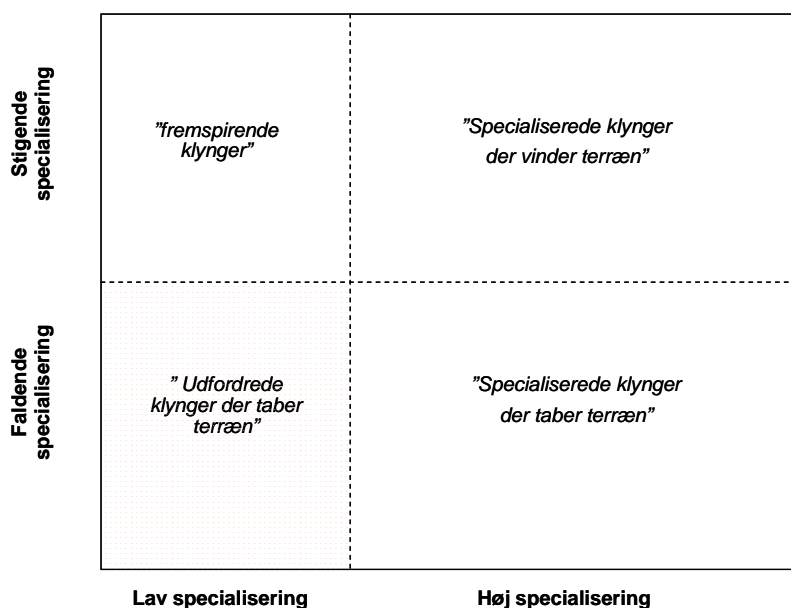 Stigende
specialisering
”fremspirende
klynger”
”Specialiserede klynger
der vinder terræn”
Faldende
specialisering
” Udfordrede
klynger der taber
terræn”
”Specialiserede klynger
der taber terræn”
Lav specialisering
Høj specialisering